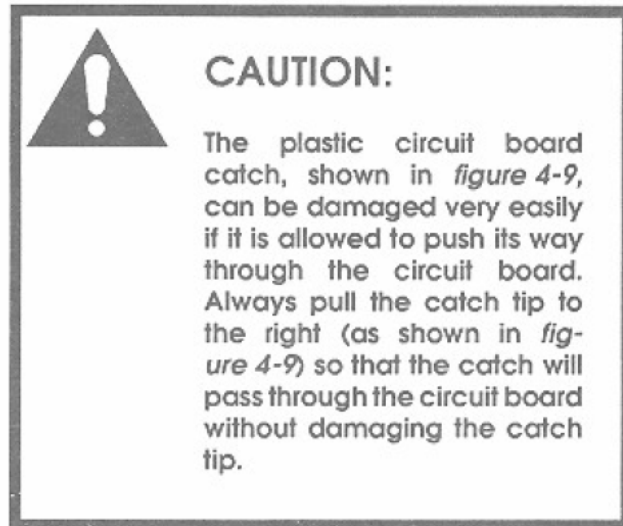 CAUTION:
The plastic circuit board
catch, shown in figure 4-9,
can be damaged very easily
if it is allowed to push its way
through the circuit board.
Always pull the catch tip to
the right (as shown in fig-
ure 4-9) so that the catch will
pass through the circuit board
without damaging the catch
tip.